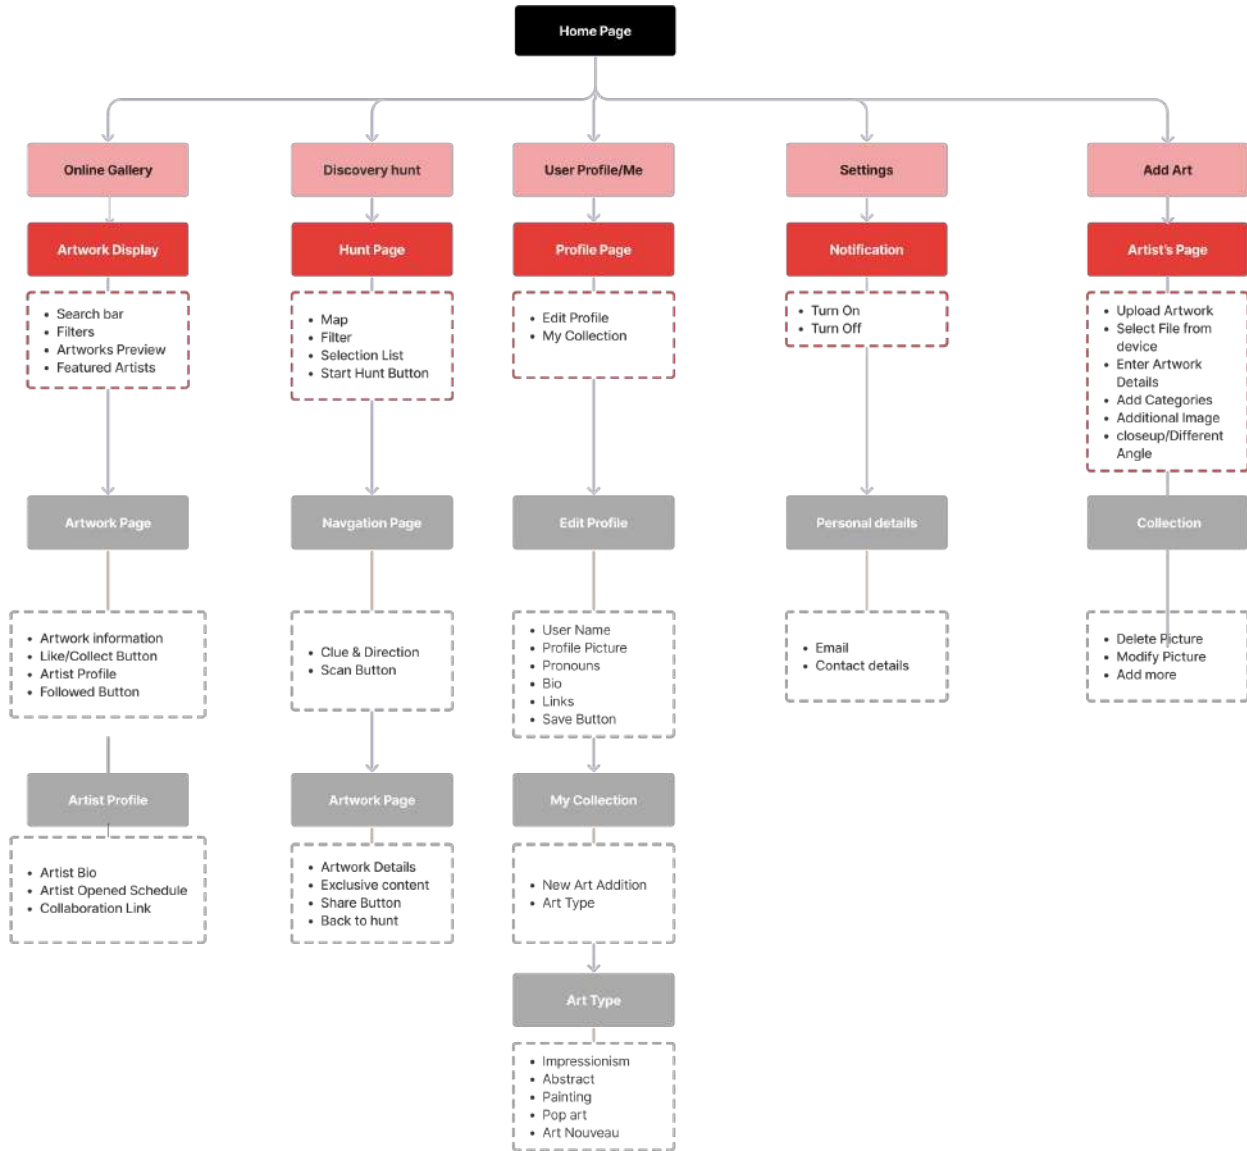 Home Page
Online Gallery
Discovery hunt
User Profile/Me
Settings
Add Art
Artwork Display
Hunt Page
Profile Page
Notification
Artist's Page
• Search bar
• Filters
• Artworks Preview
• Featured Artists
• Map
• Filter
• Selection List
• Start Hunt Button
• Edit Profile
• My Collection
• Turn On
• Turn Off
• Upload Artwork
• Select File from
device
• Enter Artwork
Details
• Add Categories
• Additional Image
• closeup/Different
Angle
Artwork Page
Navgation Page
Edit Profile
Personal details
Collection
• Artwork information
• Like/Collect Button
• Artist Profile
• Followed Button
• Clue & Direction
• Scan Button
• User Name
• Profile Picture
• Pronouns
• Bio
• Links
• Save Button
• Email
• Contact details
• Delete Picture
• Modify Picture
• Add more
Artist Profile
Artwork Page
My Collection
• Artist Bio
• Artist Opened Schedule
• Collaboration Link
• Artwork Details
• Exclusive content
• Share Button
• Back to hunt
• New Art Addition
• Art Type
Art Type
• Impressionism
• Abstract
• Painting
• Pop art
• Art Nouveau